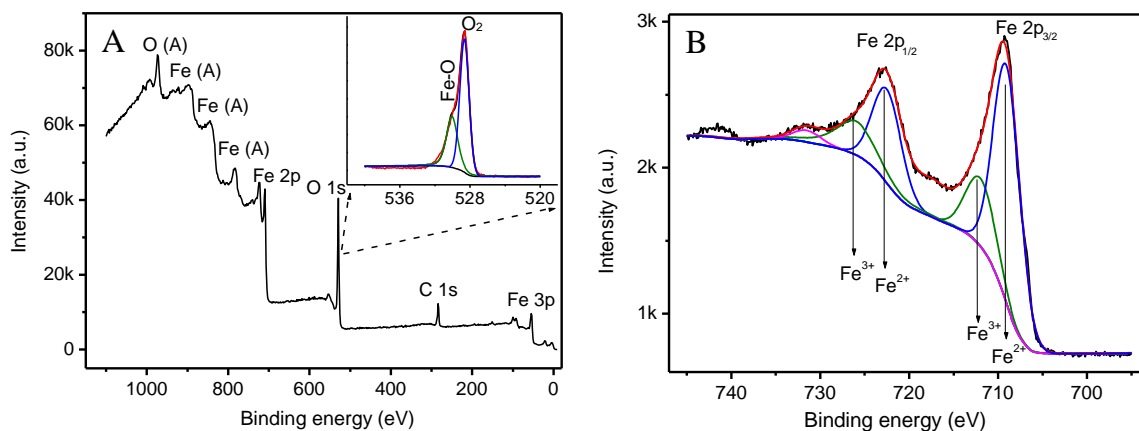 A
O (A)
Fe (A)
Fe (A)
Fe (A)
Fe 2p
O 1s
C 1s
Fe 3p
O₂
Fe-O
536 528 520
80k
60k
40k
20k
0
1000 800 600 400 200 0
Intensity (a.u.)
Binding energy (eV)
B
Fe 2p₁/₂
Fe 2p₃/₂
Fe³⁺
Fe²⁺
Fe³⁺
Fe²⁺
3k
2k
1k
740 730 720 710 700
Intensity (a.u.)
Binding energy (eV)